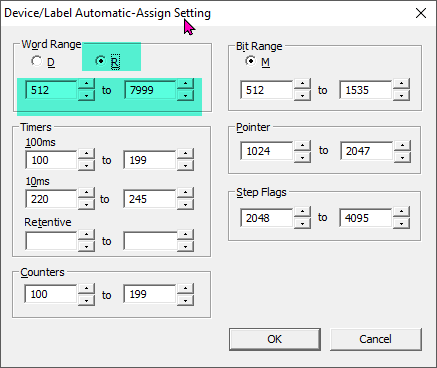 Device/Label Automatic-Assign Setting
Word Range
D R
512 to 7999
Timers
100ms
100 to 199
10ms
220 to 245
Retentive
to
Counters
100 to 199
Bit Range
M
512 to 1535
Pointer
1024 to 2047
Step Flags
2048 to 4095
OK Cancel